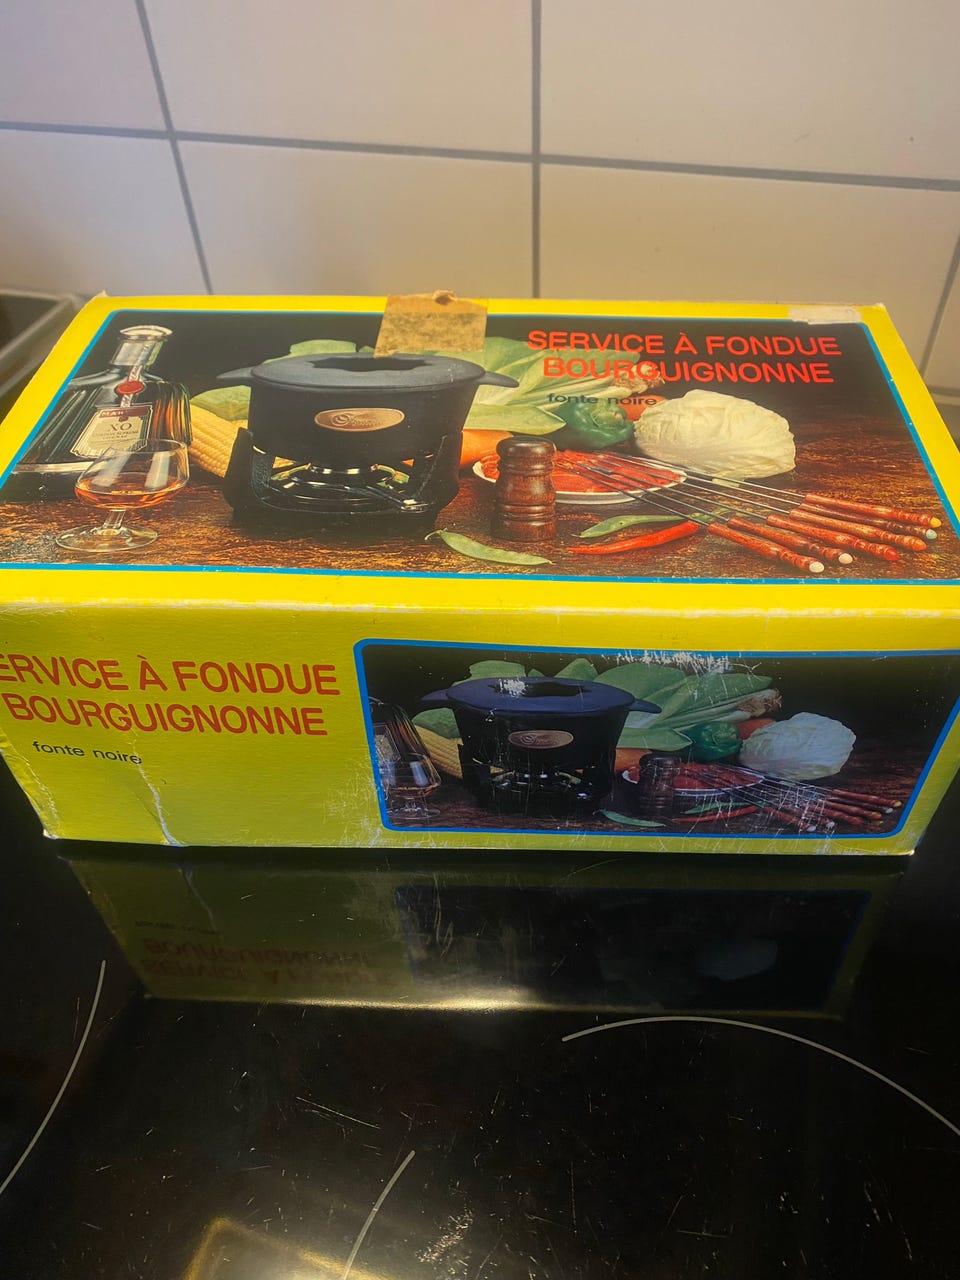 SERVICE À FONDUE
BOURGUIGNONNE
fonte noire
XO
ERVICE À FONDUE
BOURGUIGNONNE
fonte noire